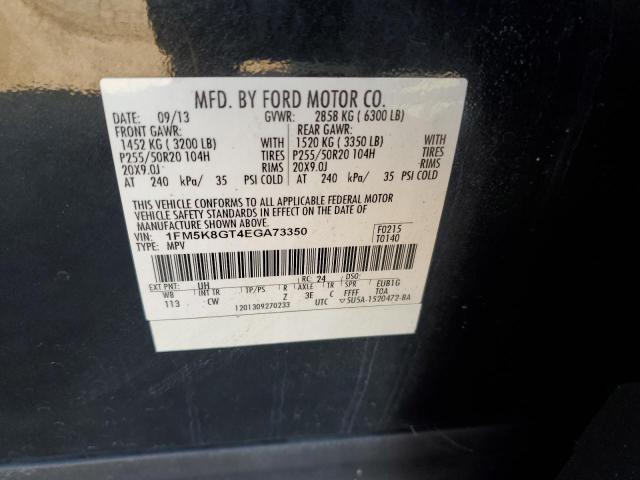 MFD. BY FORD MOTOR CO.
DATE: 09/13 GVWR: 2858 KG ( 6300 LB)
FRONT GAWR: REAR GAWR:
1452 KG ( 3200 LB) WITH 1520 KG ( 3350 LB) WITH
P255/50R20 104H TIRES P255/50R20 104H TIRES
20X9.0J RIMS 20X9.0J RIMS
AT 240 kPa/ 35 PSI COLD AT 240 kPa/ 35 PSI COLD
THIS VEHICLE CONFORMS TO ALL APPLICABLE FEDERAL MOTOR
VEHICLE SAFETY STANDARDS IN EFFECT ON THE DATE OF
MANUFACTURE SHOWN ABOVE.
VIN: 1FM5K8GT4EGA73350 F0215
TYPE: MPV T0140
EXT PNT: UH RC: 24 DSO:
WB INT TR TP/PS R AXLE TR SPR EUB1G
113 CW Z 3E C FFFF TOA
1201309270233 UTC ▽5U5A-1520472-BA